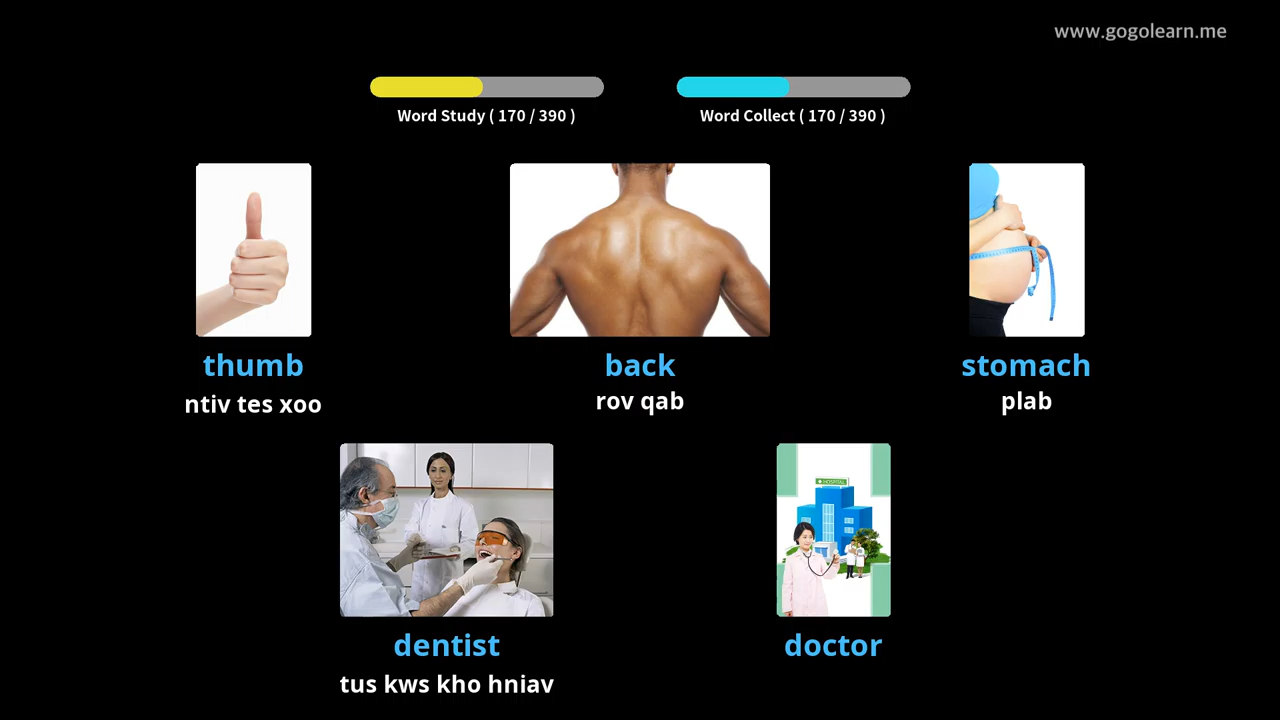 www.gogolearn.me
Word Study ( 170 / 390 )
Word Collect ( 170 / 390 )
thumb
ntiv tes xoo
back
rov qab
stomach
plab
HOSPITAL
dentist
tus kws kho hniav
doctor